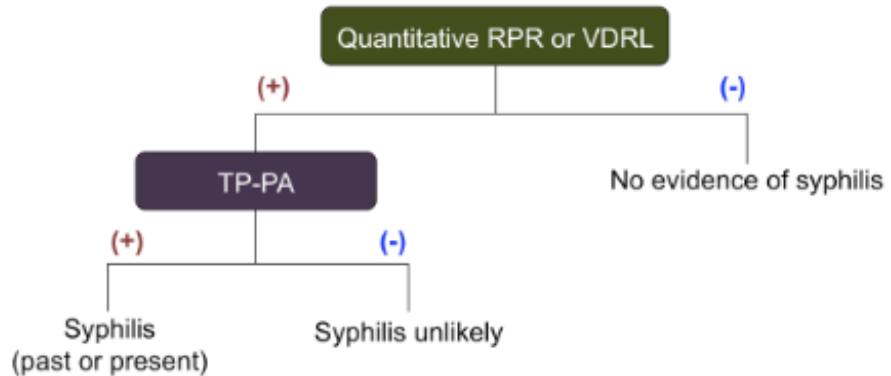 Quantitative RPR or VDRL
(+)
(-)
TP-PA
No evidence of syphilis
(+)
(-)
Syphilis
(past or present)
Syphilis unlikely